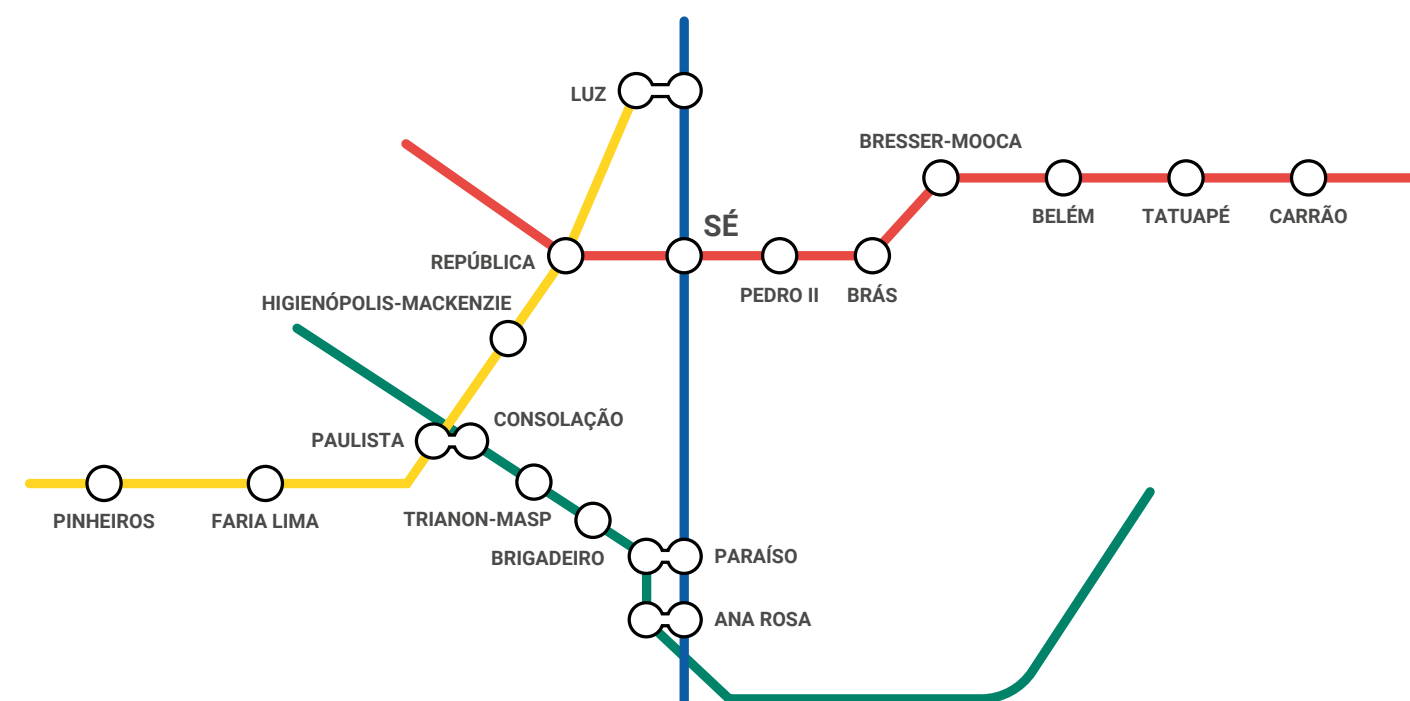 LUZ
BRESSER-MOOCA
BELÉM
TATUAPÉ
CARRÃO
SÉ
REPÚBLICA
PEDRO II
BRÁS
HIGIENÓPOLIS-MACKENZIE
CONSOLAÇÃO
PAULISTA
PINHEIROS
FARIA LIMA
TRIANON-MASP
BRIGADEIRO
PARAÍSO
ANA ROSA